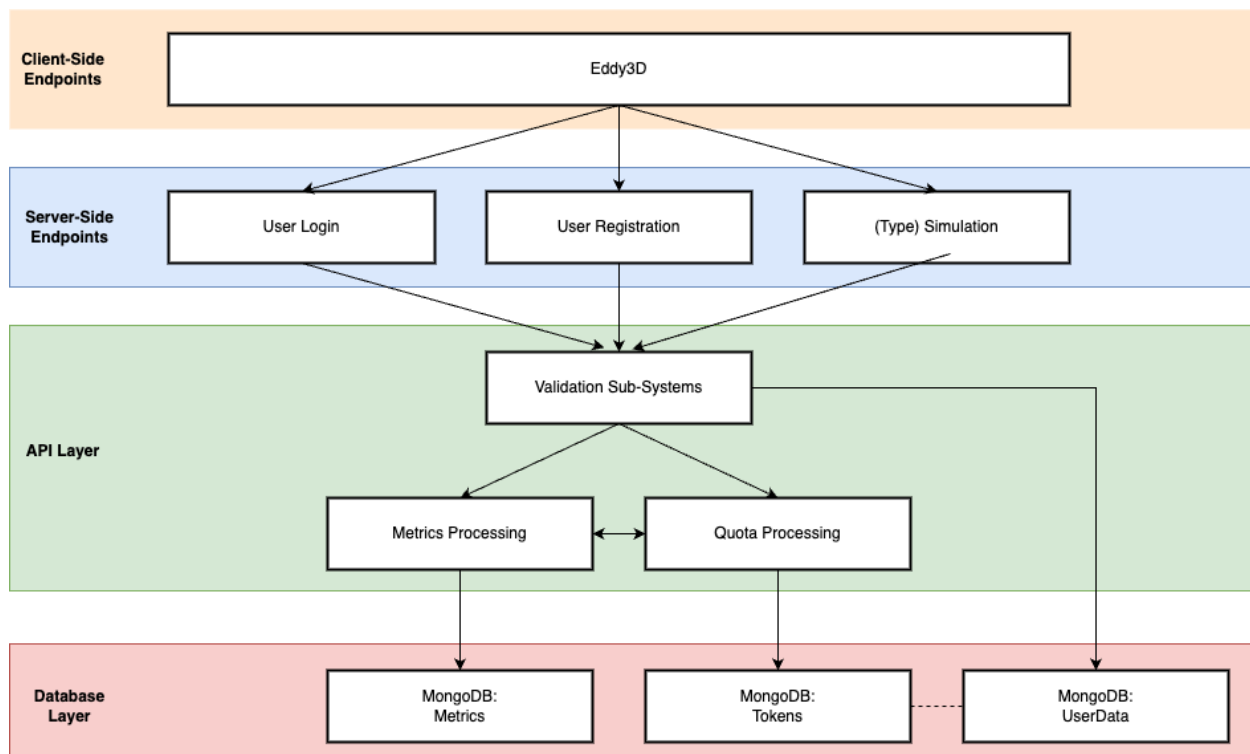 Client-Side
Endpoints
Eddy3D
Server-Side
Endpoints
User Login
User Registration
(Type) Simulation
Validation Sub-Systems
API Layer
Metrics Processing
Quota Processing
Database
Layer
MongoDB:
Metrics
MongoDB:
Tokens
MongoDB:
UserData